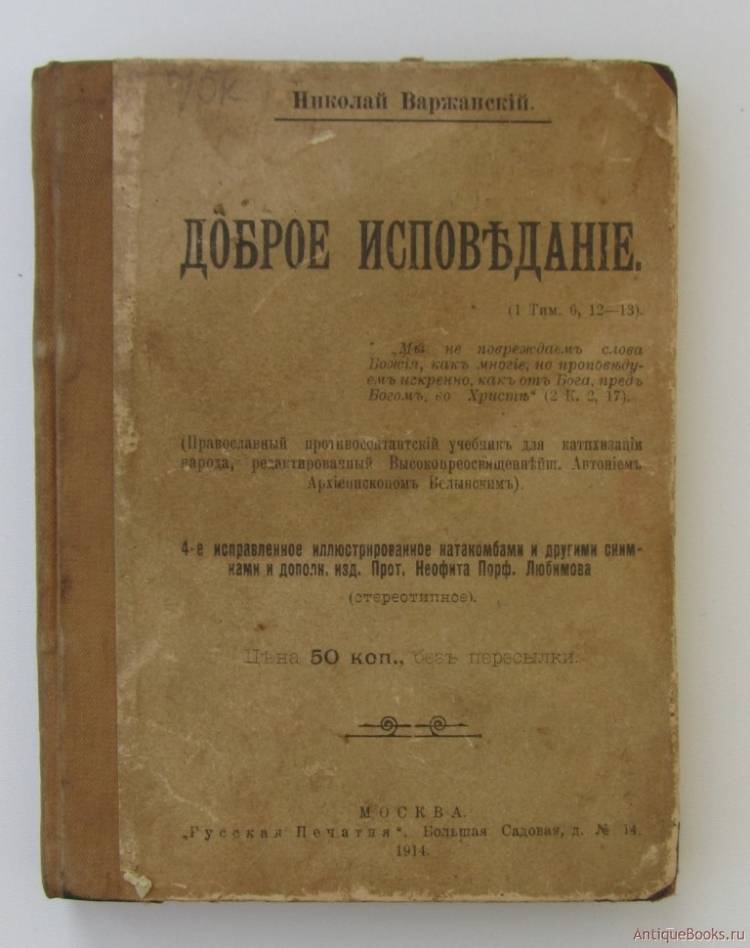 75к
Николай Варжанскій.
ДОБРОЕ ИСПОВѢДАНІЕ.
(1 Тим. 6, 12—13).
„Мы не повреждаемъ слова
Божія, какъ многіе, но проповѣду-
емъ искренно, какъ отъ Бога, предъ
Богомъ, во Христѣ“ (2 К. 2, 17).
(Православный противосектантскій учебникъ для катихизаціи
народа, редактированный Высокопреосвященнѣйш. Антоніемъ
Архіепископомъ Волынскимъ).
4-е исправленное иллюстрированное катакомбами и другими сним-
ками и дополн. изд. Прот. Неофита Порф. Любимова
(стереотипное).
Цѣна 50 коп., безъ пересылки.
МОСКВА.
„Русская Печатня“, Большая Садовая, д. № 14.
1914.
AntiqueBooks.ru